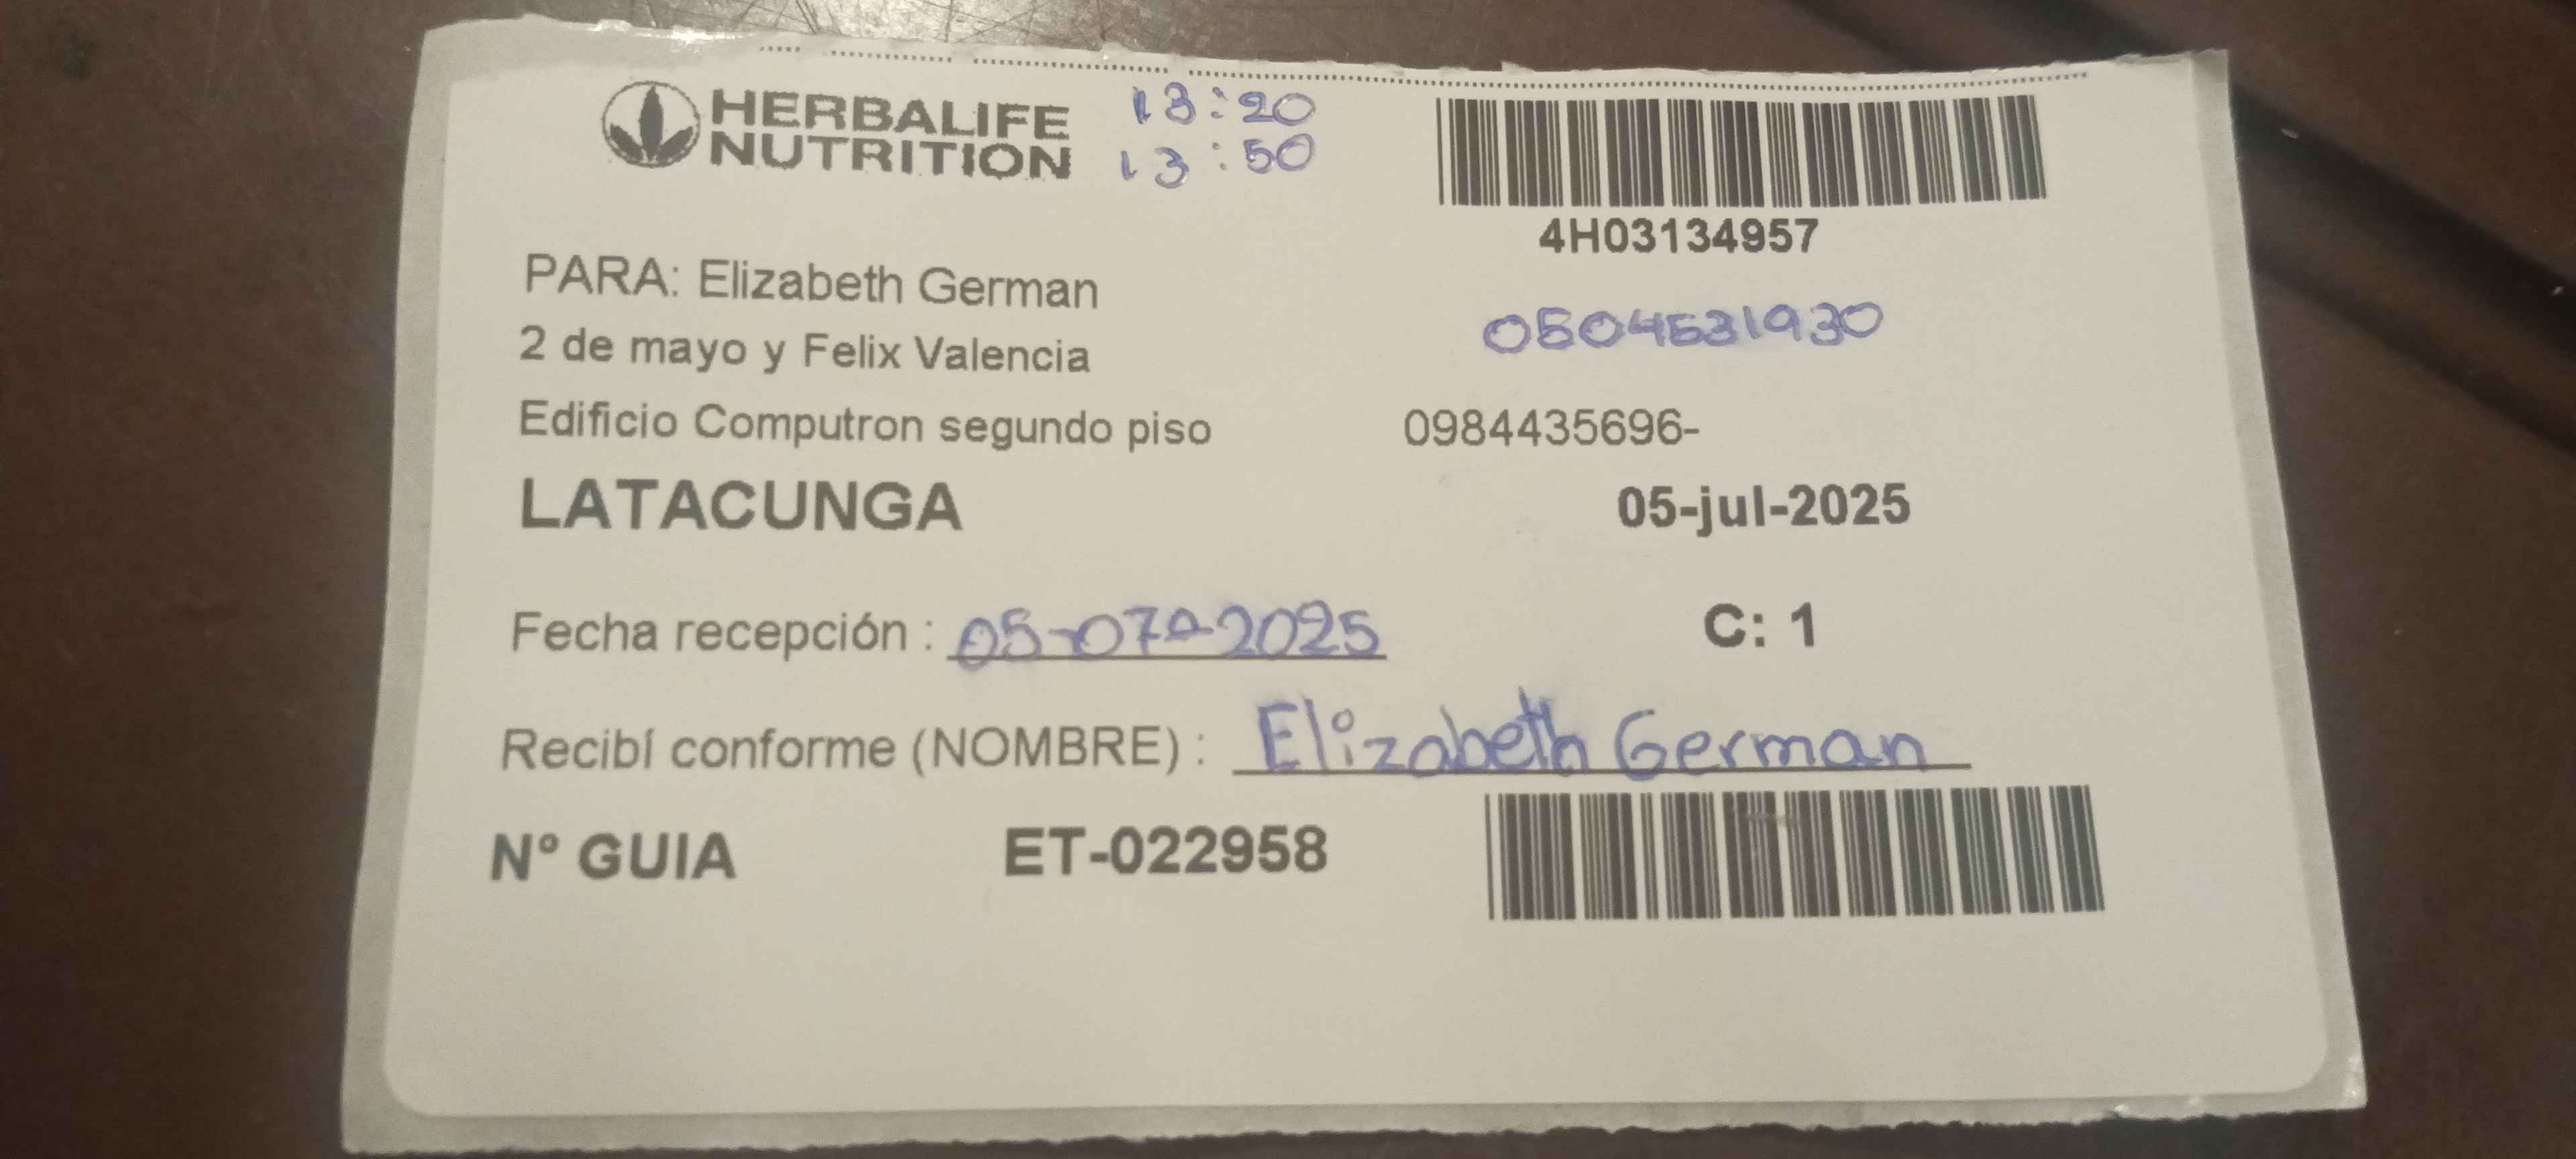 HERBALIFE
NUTRITION
13:20
13:50
4H03134957
PARA: Elizabeth German
0504531930
2 de mayo y Felix Valencia
Edificio Computron segundo piso 0984435696-
LATACUNGA 05-jul-2025
Fecha recepción : 05-07-2025 C: 1
Recibí conforme (NOMBRE) : Elizabeth German
N° GUIA ET-022958